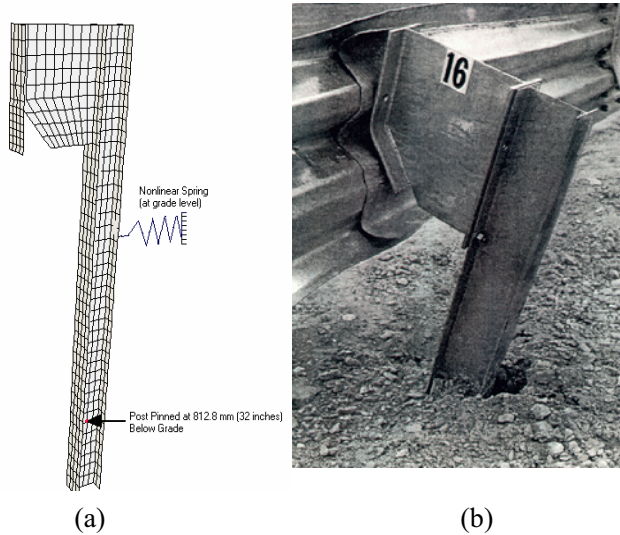 Nonlinear Spring
(at grade level)
Post Pinned at 812.8 mm (32 inches)
Below Grade
16
(a)
(b)